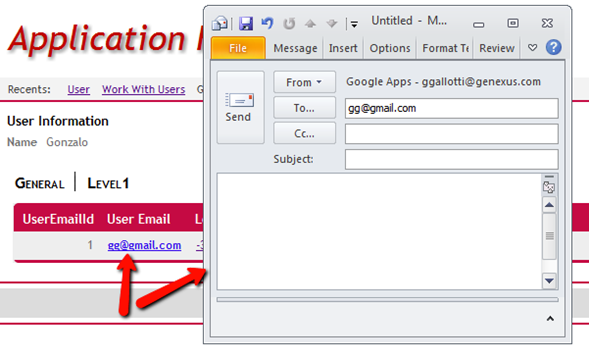 Application
Recents: User Work With Users G
User Information
Name Gonzalo
General | Level1
UserEmailId User Email
1 gg@gmail.com -3
Untitled - M...
File Message Insert Options Format Te Review
From Google Apps - ggallotti@genexus.com
Send
To... gg@gmail.com
Cc...
Subject: